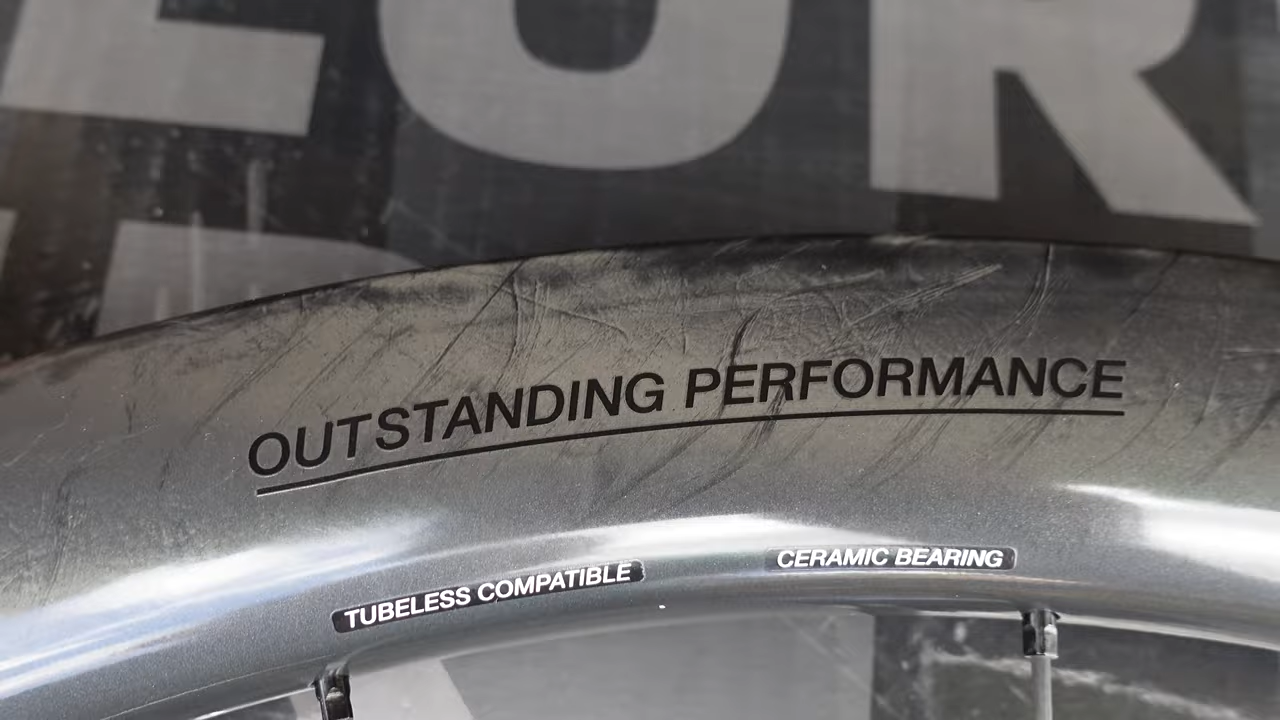 OUTSTANDING PERFORMANCE
TUBELESS COMPATIBLE
CERAMIC BEARING